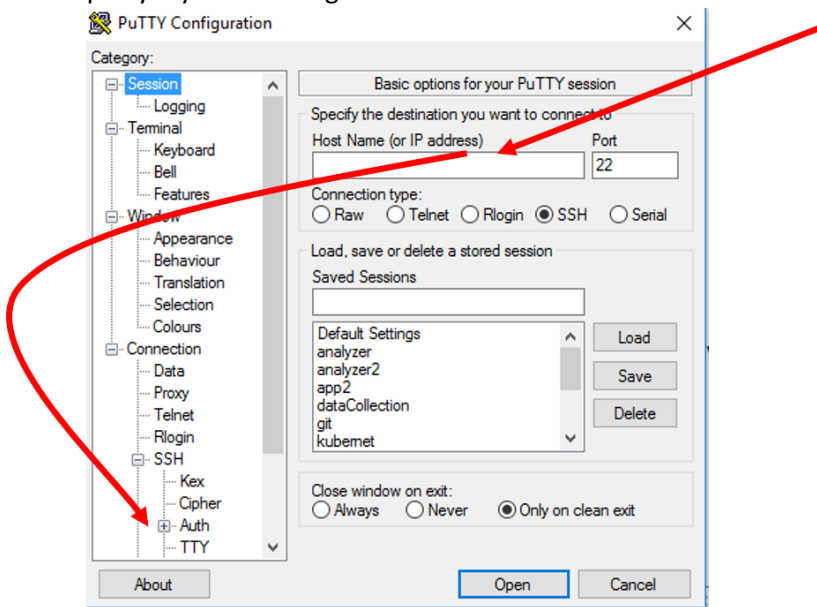 PuTTY Configuration
Category:
Session
Logging
Terminal
Keyboard
Bell
Features
Window
Appearance
Behaviour
Translation
Selection
Colours
Connection
Data
Proxy
Telnet
Rlogin
SSH
Kex
Cipher
Auth
TTY
Basic options for your PuTTY session
Specify the destination you want to connect to
Host Name (or IP address) Port
22
Connection type:
Raw Telnet Rlogin SSH Serial
Load, save or delete a stored session
Saved Sessions
Default Settings
analyzer
analyzer2
app2
dataCollection
git
kubernet
Load
Save
Delete
Close window on exit:
Always Never Only on clean exit
About Open Cancel